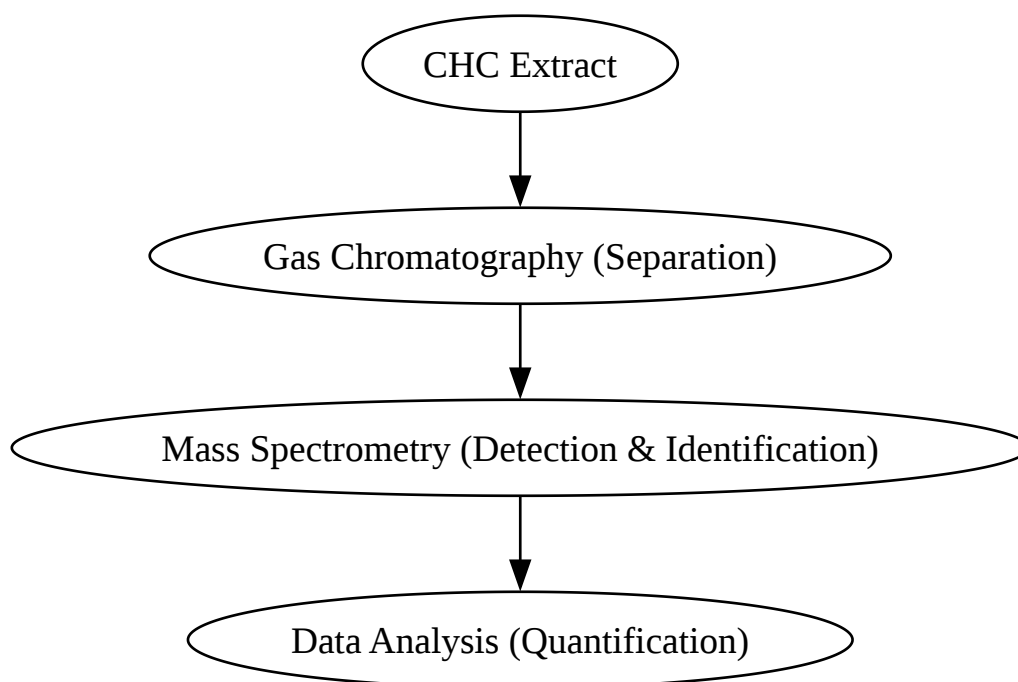 CHC Extract
Gas Chromatography (Separation)
Mass Spectrometry (Detection & Identification)
Data Analysis (Quantification)